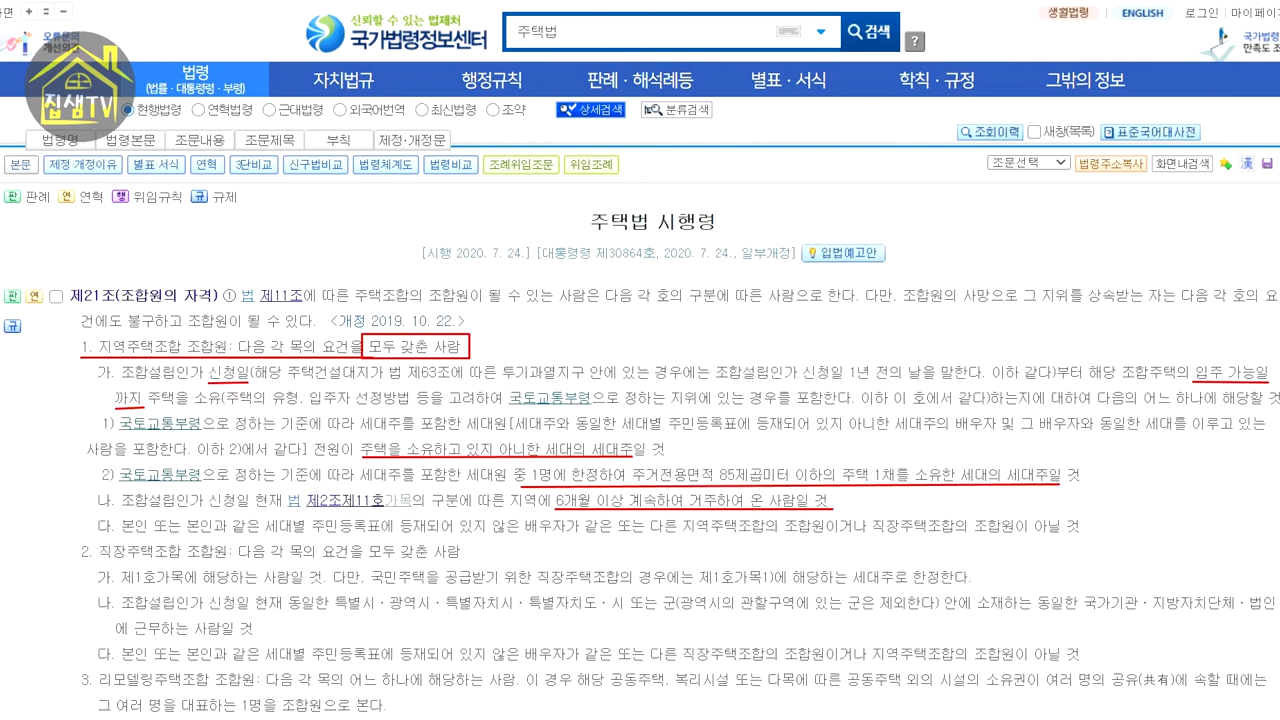 신뢰할 수 있는 법제처
생활법령 ENGLISH 로그인 마이페이지
국가법령정보센터
주택법
검색 ?
오류문의
개선의견
국가법령
만족도 조
집샘TV
법령
(법률 · 대통령령 · 부령)
자치법규 행정규칙 판례 · 해석례등 별표 · 서식 학칙 · 규정 그밖의 정보
현행법령 연혁법령 근대법령 외국어번역 최신법령 조약 상세검색 분류검색
법령명 법령본문 조문내용 조문제목 부칙 제정·개정문
조회이력 새창(목록) 표준국어대사전
본문 제정 개정이유 별표 서식 연혁 3단비교 신구법비교 법령체계도 법령비교 조례위임조문 위임조례 조문선택 법령주소복사 화면내검색 漢
판 판례 연 연혁 행 위임규칙 규 규제
주택법 시행령
[시행 2020. 7. 24.] [대통령령 제30864호, 2020. 7. 24., 일부개정] 입법예고안
판 연 제21조(조합원의 자격) ① 법 제11조에 따른 주택조합의 조합원이 될 수 있는 사람은 다음 각 호의 구분에 따른 사람으로 한다. 다만, 조합원의 사망으로 그 지위를 상속받는 자는 다음 각 호의 요
규 건에도 불구하고 조합원이 될 수 있다. <개정 2019. 10. 22.>
1. 지역주택조합 조합원: 다음 각 목의 요건을 모두 갖춘 사람
가. 조합설립인가 신청일(해당 주택건설대지가 법 제63조에 따른 투기과열지구 안에 있는 경우에는 조합설립인가 신청일 1년 전의 날을 말한다. 이하 같다)부터 해당 조합주택의 입주 가능일
까지 주택을 소유(주택의 유형, 입주자 선정방법 등을 고려하여 국토교통부령으로 정하는 지위에 있는 경우를 포함한다. 이하 이 호에서 같다)하는지에 대하여 다음의 어느 하나에 해당할 것
1) 국토교통부령으로 정하는 기준에 따라 세대주를 포함한 세대원[세대주와 동일한 세대별 주민등록표에 등재되어 있지 아니한 세대주의 배우자 및 그 배우자와 동일한 세대를 이루고 있는
사람을 포함한다. 이하 2)에서 같다] 전원이 주택을 소유하고 있지 아니한 세대의 세대주일 것
2) 국토교통부령으로 정하는 기준에 따라 세대주를 포함한 세대원 중 1명에 한정하여 주거전용면적 85제곱미터 이하의 주택 1채를 소유한 세대의 세대주일 것
나. 조합설립인가 신청일 현재 법 제2조제11호가목의 구분에 따른 지역에 6개월 이상 계속하여 거주하여 온 사람일 것
다. 본인 또는 본인과 같은 세대별 주민등록표에 등재되어 있지 않은 배우자가 같은 또는 다른 지역주택조합의 조합원이거나 직장주택조합의 조합원이 아닐 것
2. 직장주택조합 조합원: 다음 각 목의 요건을 모두 갖춘 사람
가. 제1호가목에 해당하는 사람일 것. 다만, 국민주택을 공급받기 위한 직장주택조합의 경우에는 제1호가목1)에 해당하는 세대주로 한정한다.
나. 조합설립인가 신청일 현재 동일한 특별시·광역시·특별자치시·특별자치도·시 또는 군(광역시의 관할구역에 있는 군은 제외한다) 안에 소재하는 동일한 국가기관·지방자치단체·법인
에 근무하는 사람일 것
다. 본인 또는 본인과 같은 세대별 주민등록표에 등재되어 있지 않은 배우자가 같은 또는 다른 직장주택조합의 조합원이거나 지역주택조합의 조합원이 아닐 것
3. 리모델링주택조합 조합원: 다음 각 목의 어느 하나에 해당하는 사람. 이 경우 해당 공동주택, 복리시설 또는 다목에 따른 공동주택 외의 시설의 소유권이 여러 명의 공유(共有)에 속할 때에는
그 여러 명을 대표하는 1명을 조합원으로 본다.